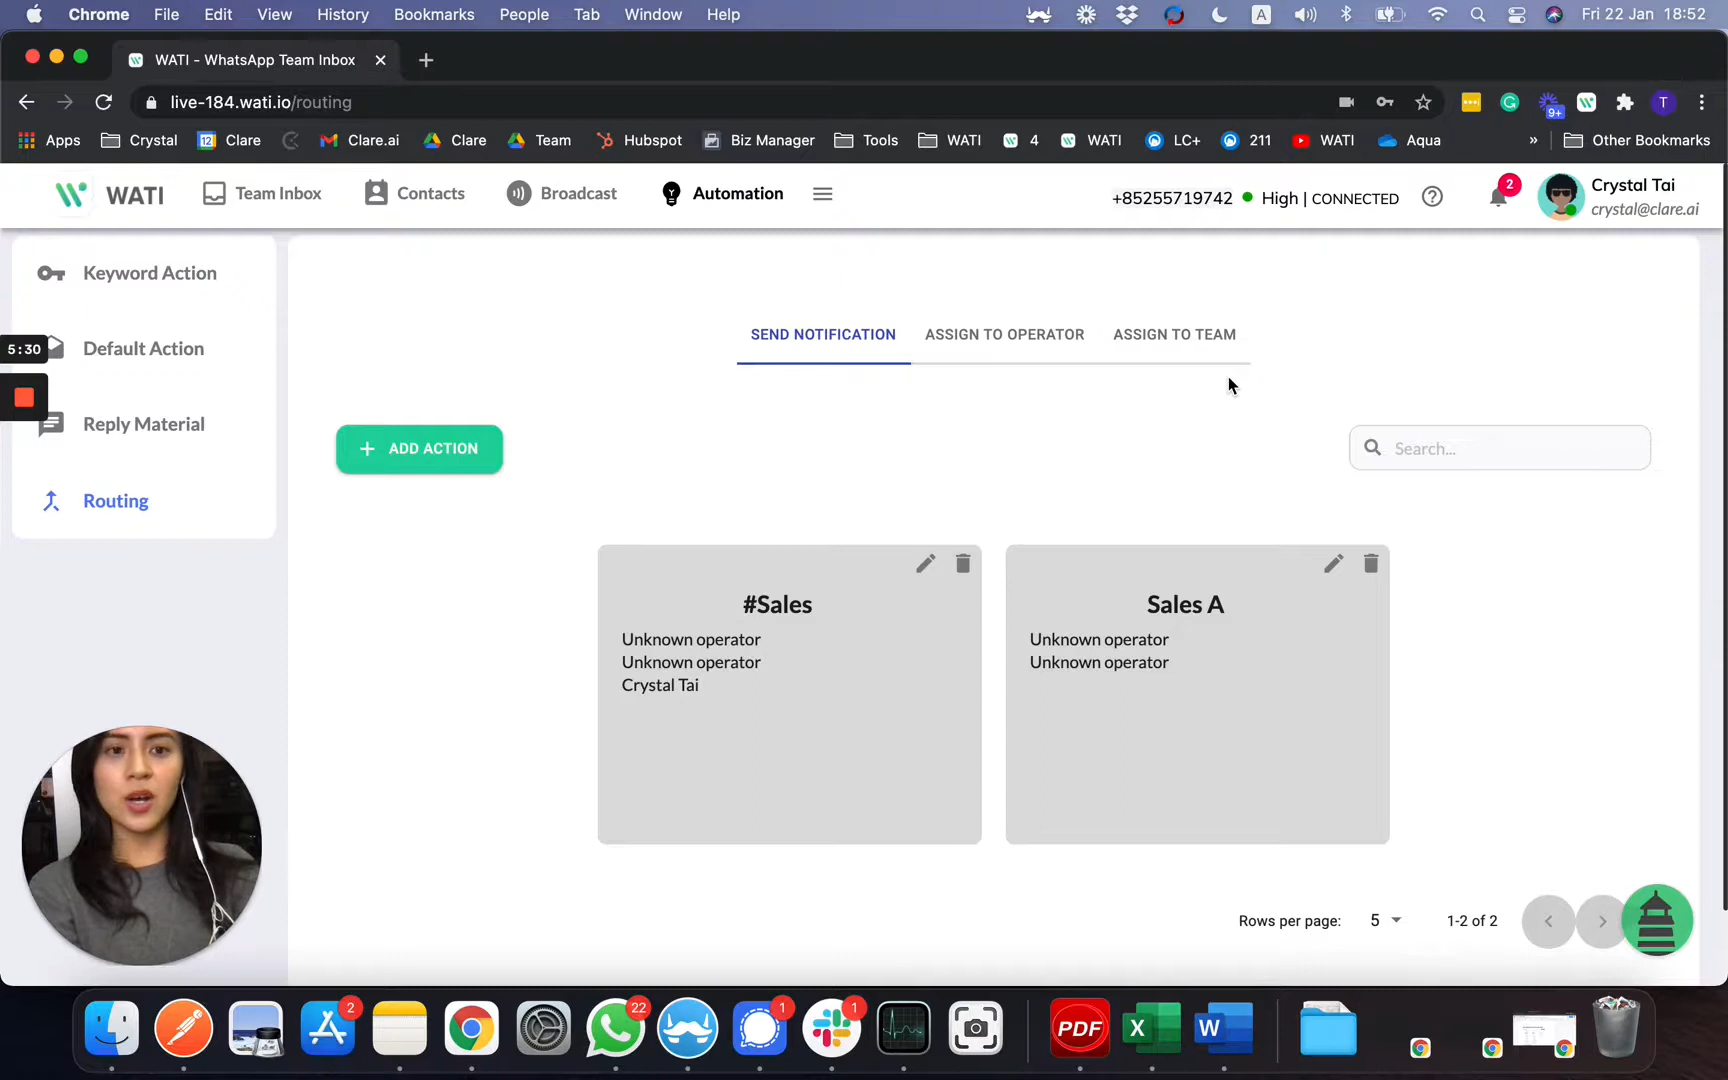 Chrome File Edit View History Bookmarks People Tab Window Help A Fri 22 Jan 18:52
WATI - WhatsApp Team Inbox
live-184.wati.io/routing 9+ T
Apps Crystal 12 Clare Clare.ai Clare Team Hubspot Biz Manager Tools WATI 4 WATI LC+ 211 WATI Aqua » Other Bookmarks
WATI Team Inbox Contacts Broadcast Automation +85255719742 High | CONNECTED ? 2 Crystal Tai
crystal@clare.ai
Keyword Action
Default Action
Reply Material
Routing
5:30
SEND NOTIFICATION ASSIGN TO OPERATOR ASSIGN TO TEAM
+ ADD ACTION
Search...
#Sales
Unknown operator
Unknown operator
Crystal Tai
Sales A
Unknown operator
Unknown operator
Rows per page: 5 1-2 of 2
2 22 1 1 PDF X W